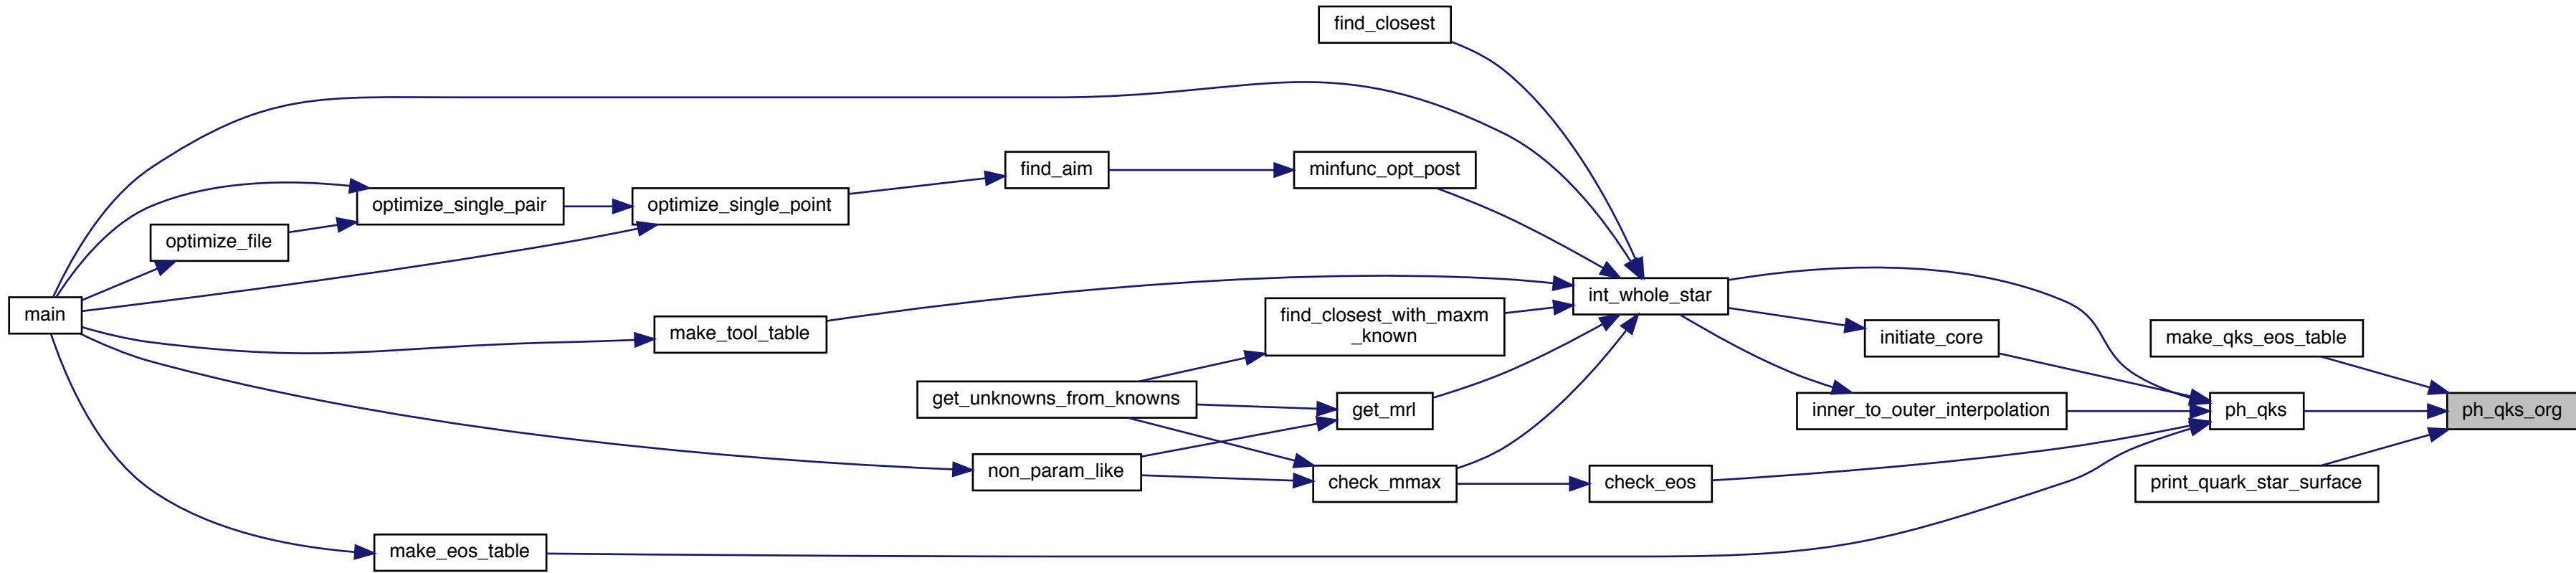 find_closest
find_aim
minfunc_opt_post
optimize_single_pair
optimize_single_point
optimize_file
main
make_tool_table
find_closest_with_maxm
_known
int_whole_star
initiate_core
make_qks_eos_table
get_unknowns_from_knowns
get_mrl
inner_to_outer_interpolation
ph_qks
ph_qks_org
non_param_like
check_mmax
check_eos
print_quark_star_surface
make_eos_table